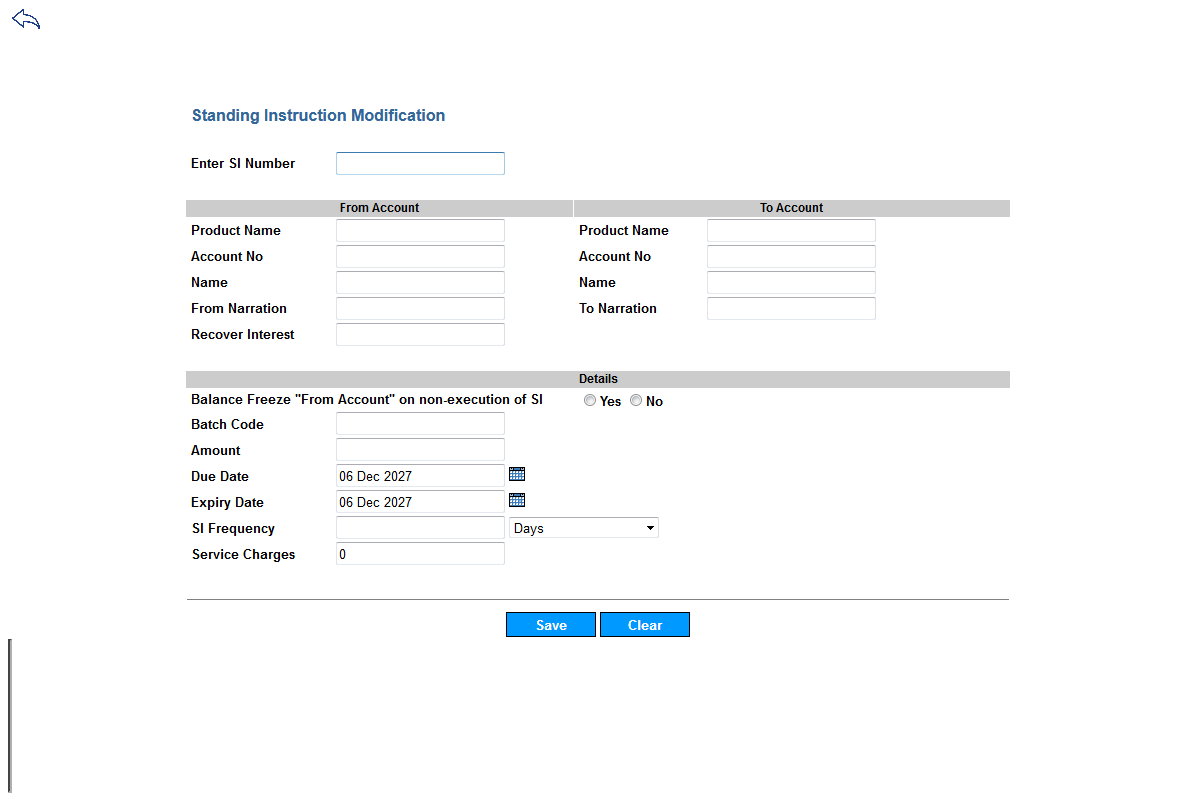 Standing Instruction Modification
Enter SI Number
From Account To Account
Product Name Product Name
Account No Account No
Name Name
From Narration To Narration
Recover Interest
Details
Balance Freeze "From Account" on non-execution of SI Yes No
Batch Code
Amount
Due Date 06 Dec 2027
Expiry Date 06 Dec 2027
SI Frequency Days
Service Charges 0
Save Clear